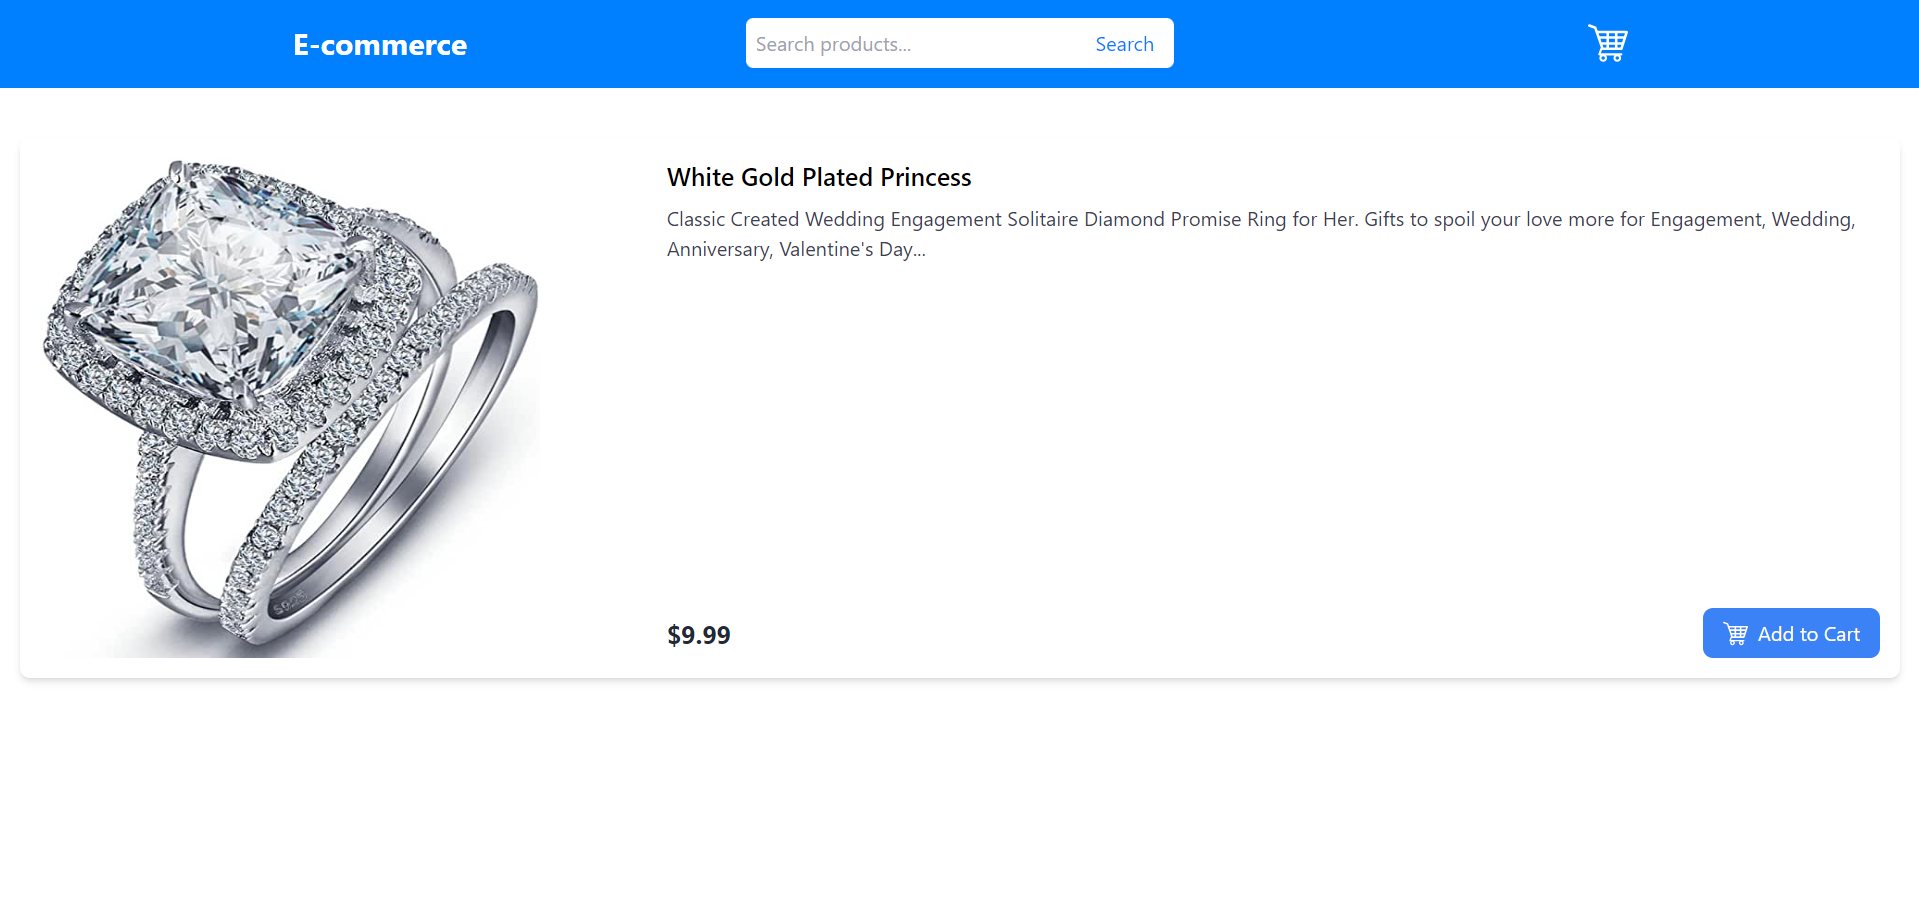 E-commerce
Search products...
Search
White Gold Plated Princess
Classic Created Wedding Engagement Solitaire Diamond Promise Ring for Her. Gifts to spoil your love more for Engagement, Wedding,
Anniversary, Valentine's Day...
S925
$9.99
Add to Cart